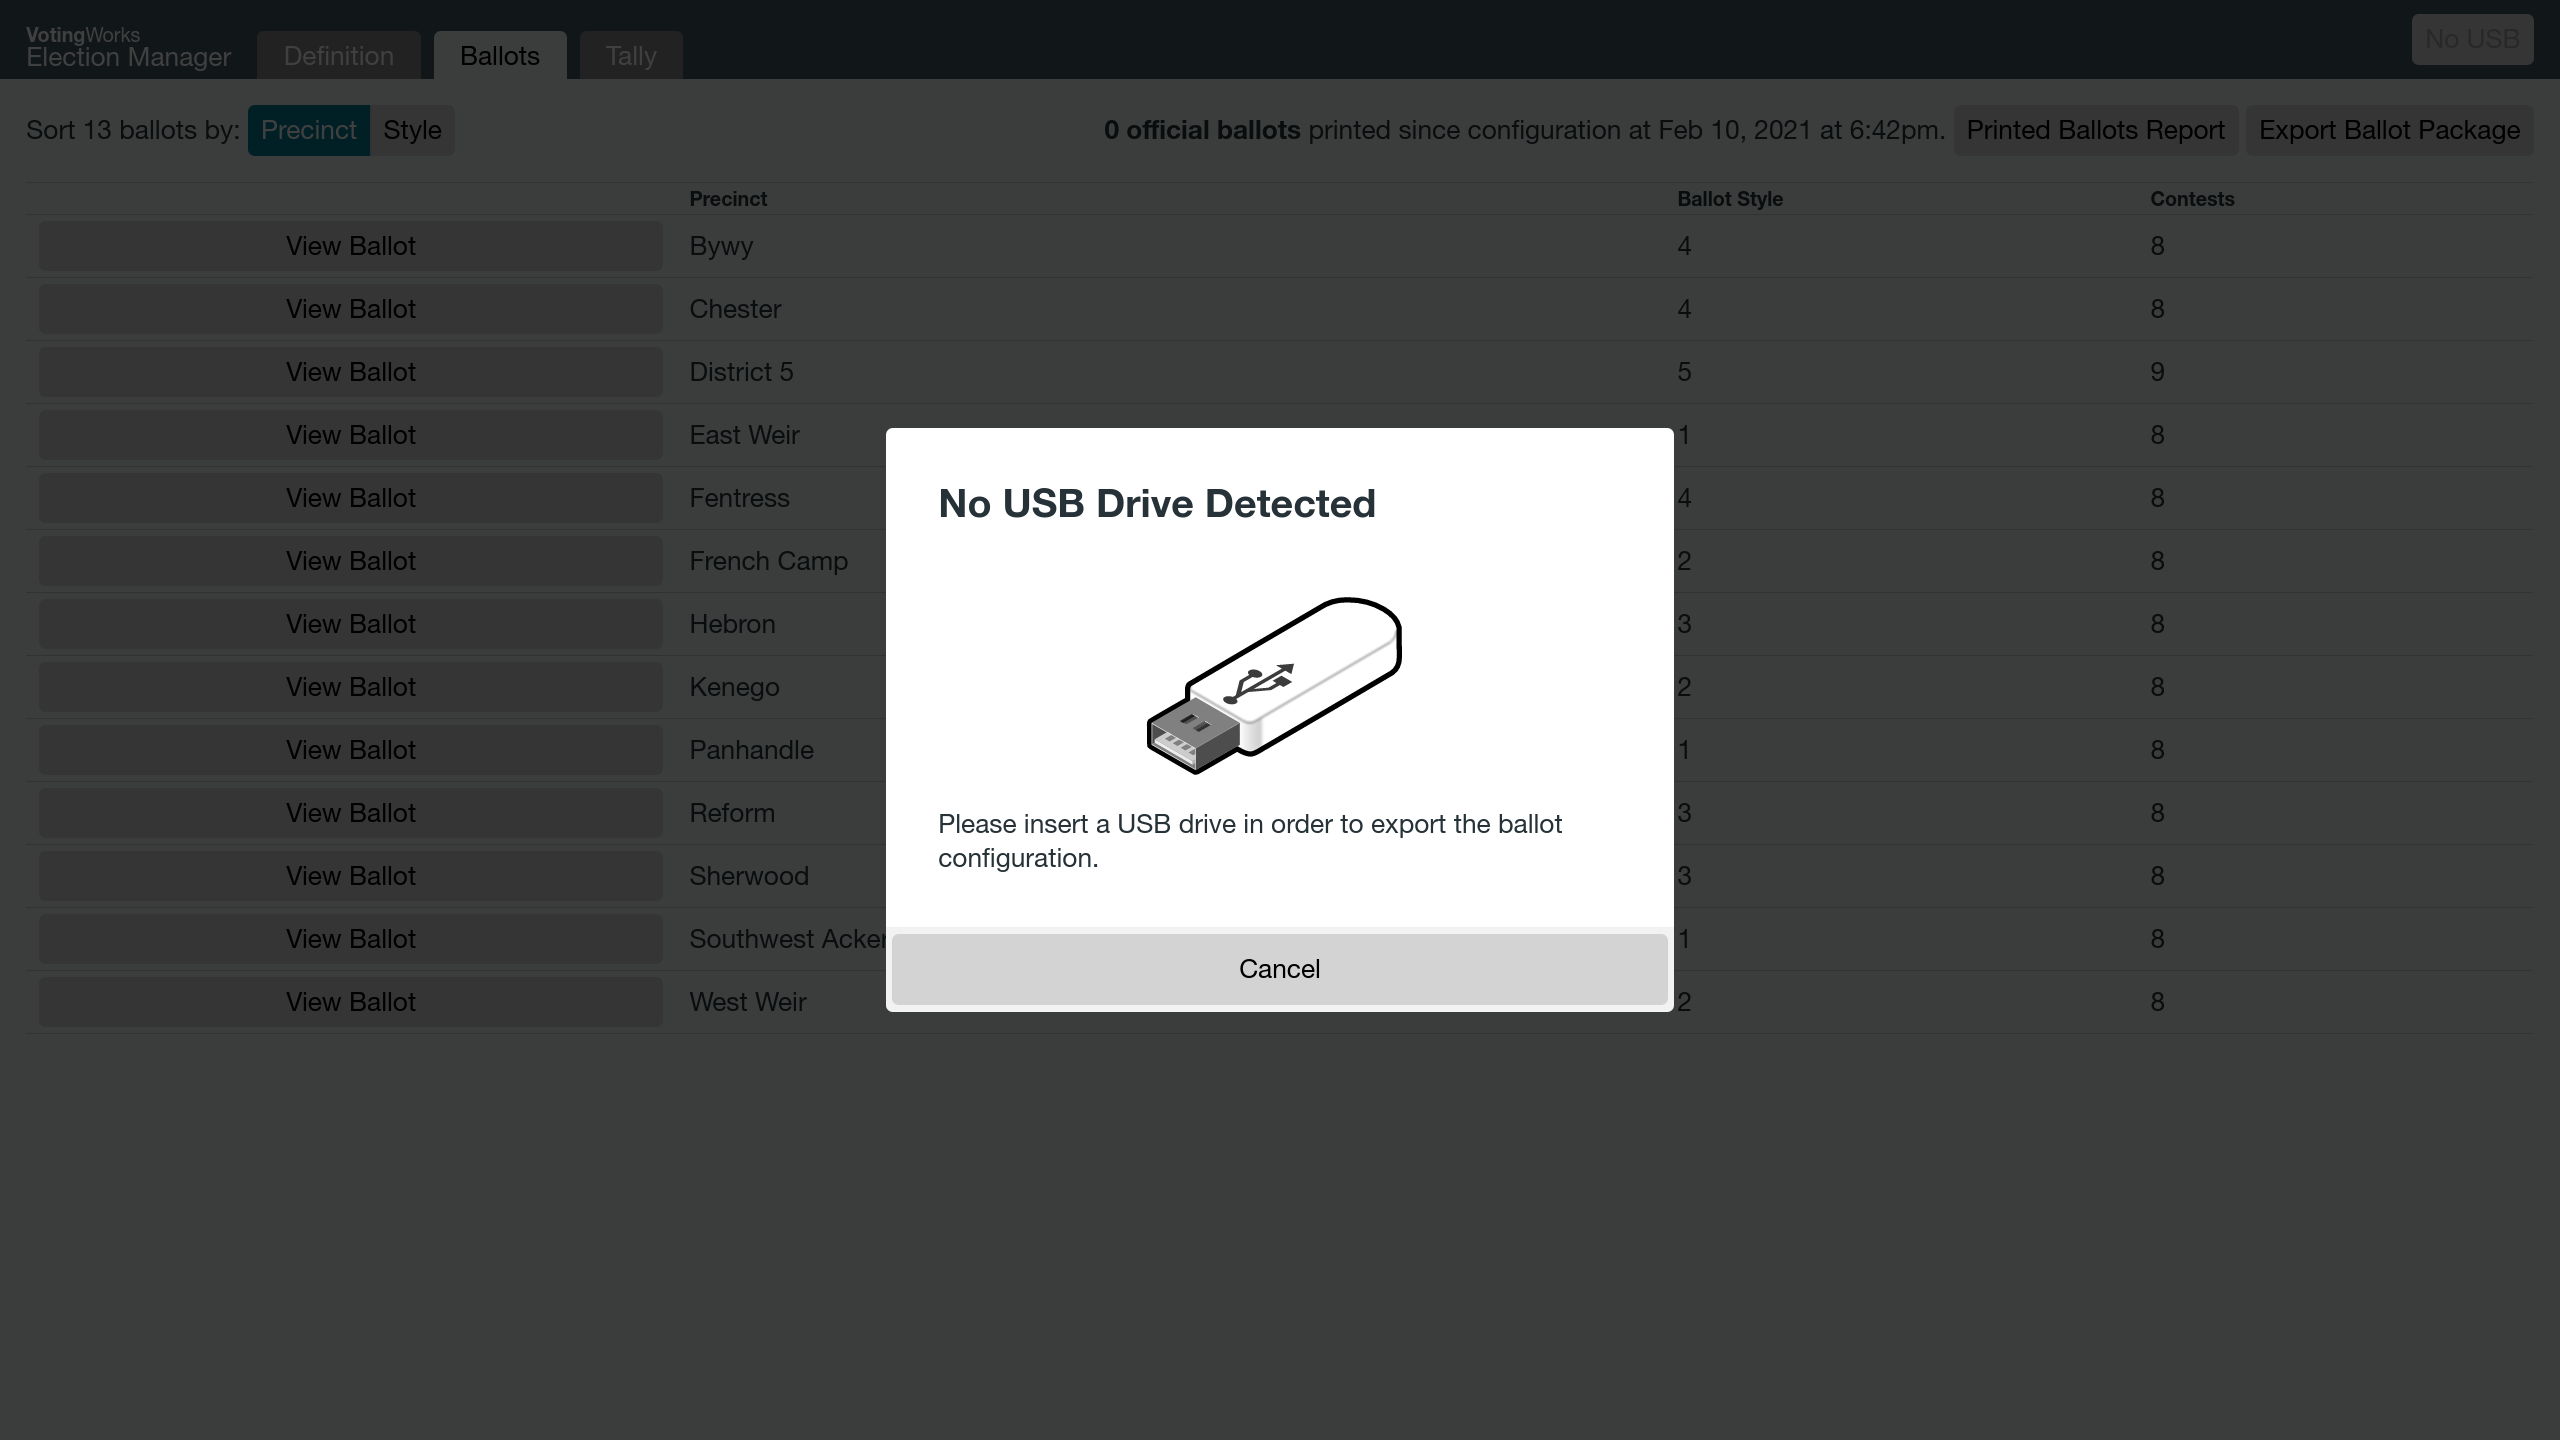 VotingWorks
Election Manager
Definition
Ballots
Tally
No USB
Sort 13 ballots by: Precinct Style
0 official ballots printed since configuration at Feb 10, 2021 at 6:42pm. Printed Ballots Report Export Ballot Package
Precinct Ballot Style Contests
View Ballot Bywy 4 8
View Ballot Chester 4 8
View Ballot District 5 5 9
View Ballot East Weir 1 8
View Ballot Fentress 4 8
View Ballot French Camp 2 8
View Ballot Hebron 3 8
View Ballot Kenego 2 8
View Ballot Panhandle 1 8
View Ballot Reform 3 8
View Ballot Sherwood 3 8
View Ballot Southwest 1 8
View Ballot West Weir 2 8
No USB Drive Detected
Please insert a USB drive in order to export the ballot
configuration.
Cancel